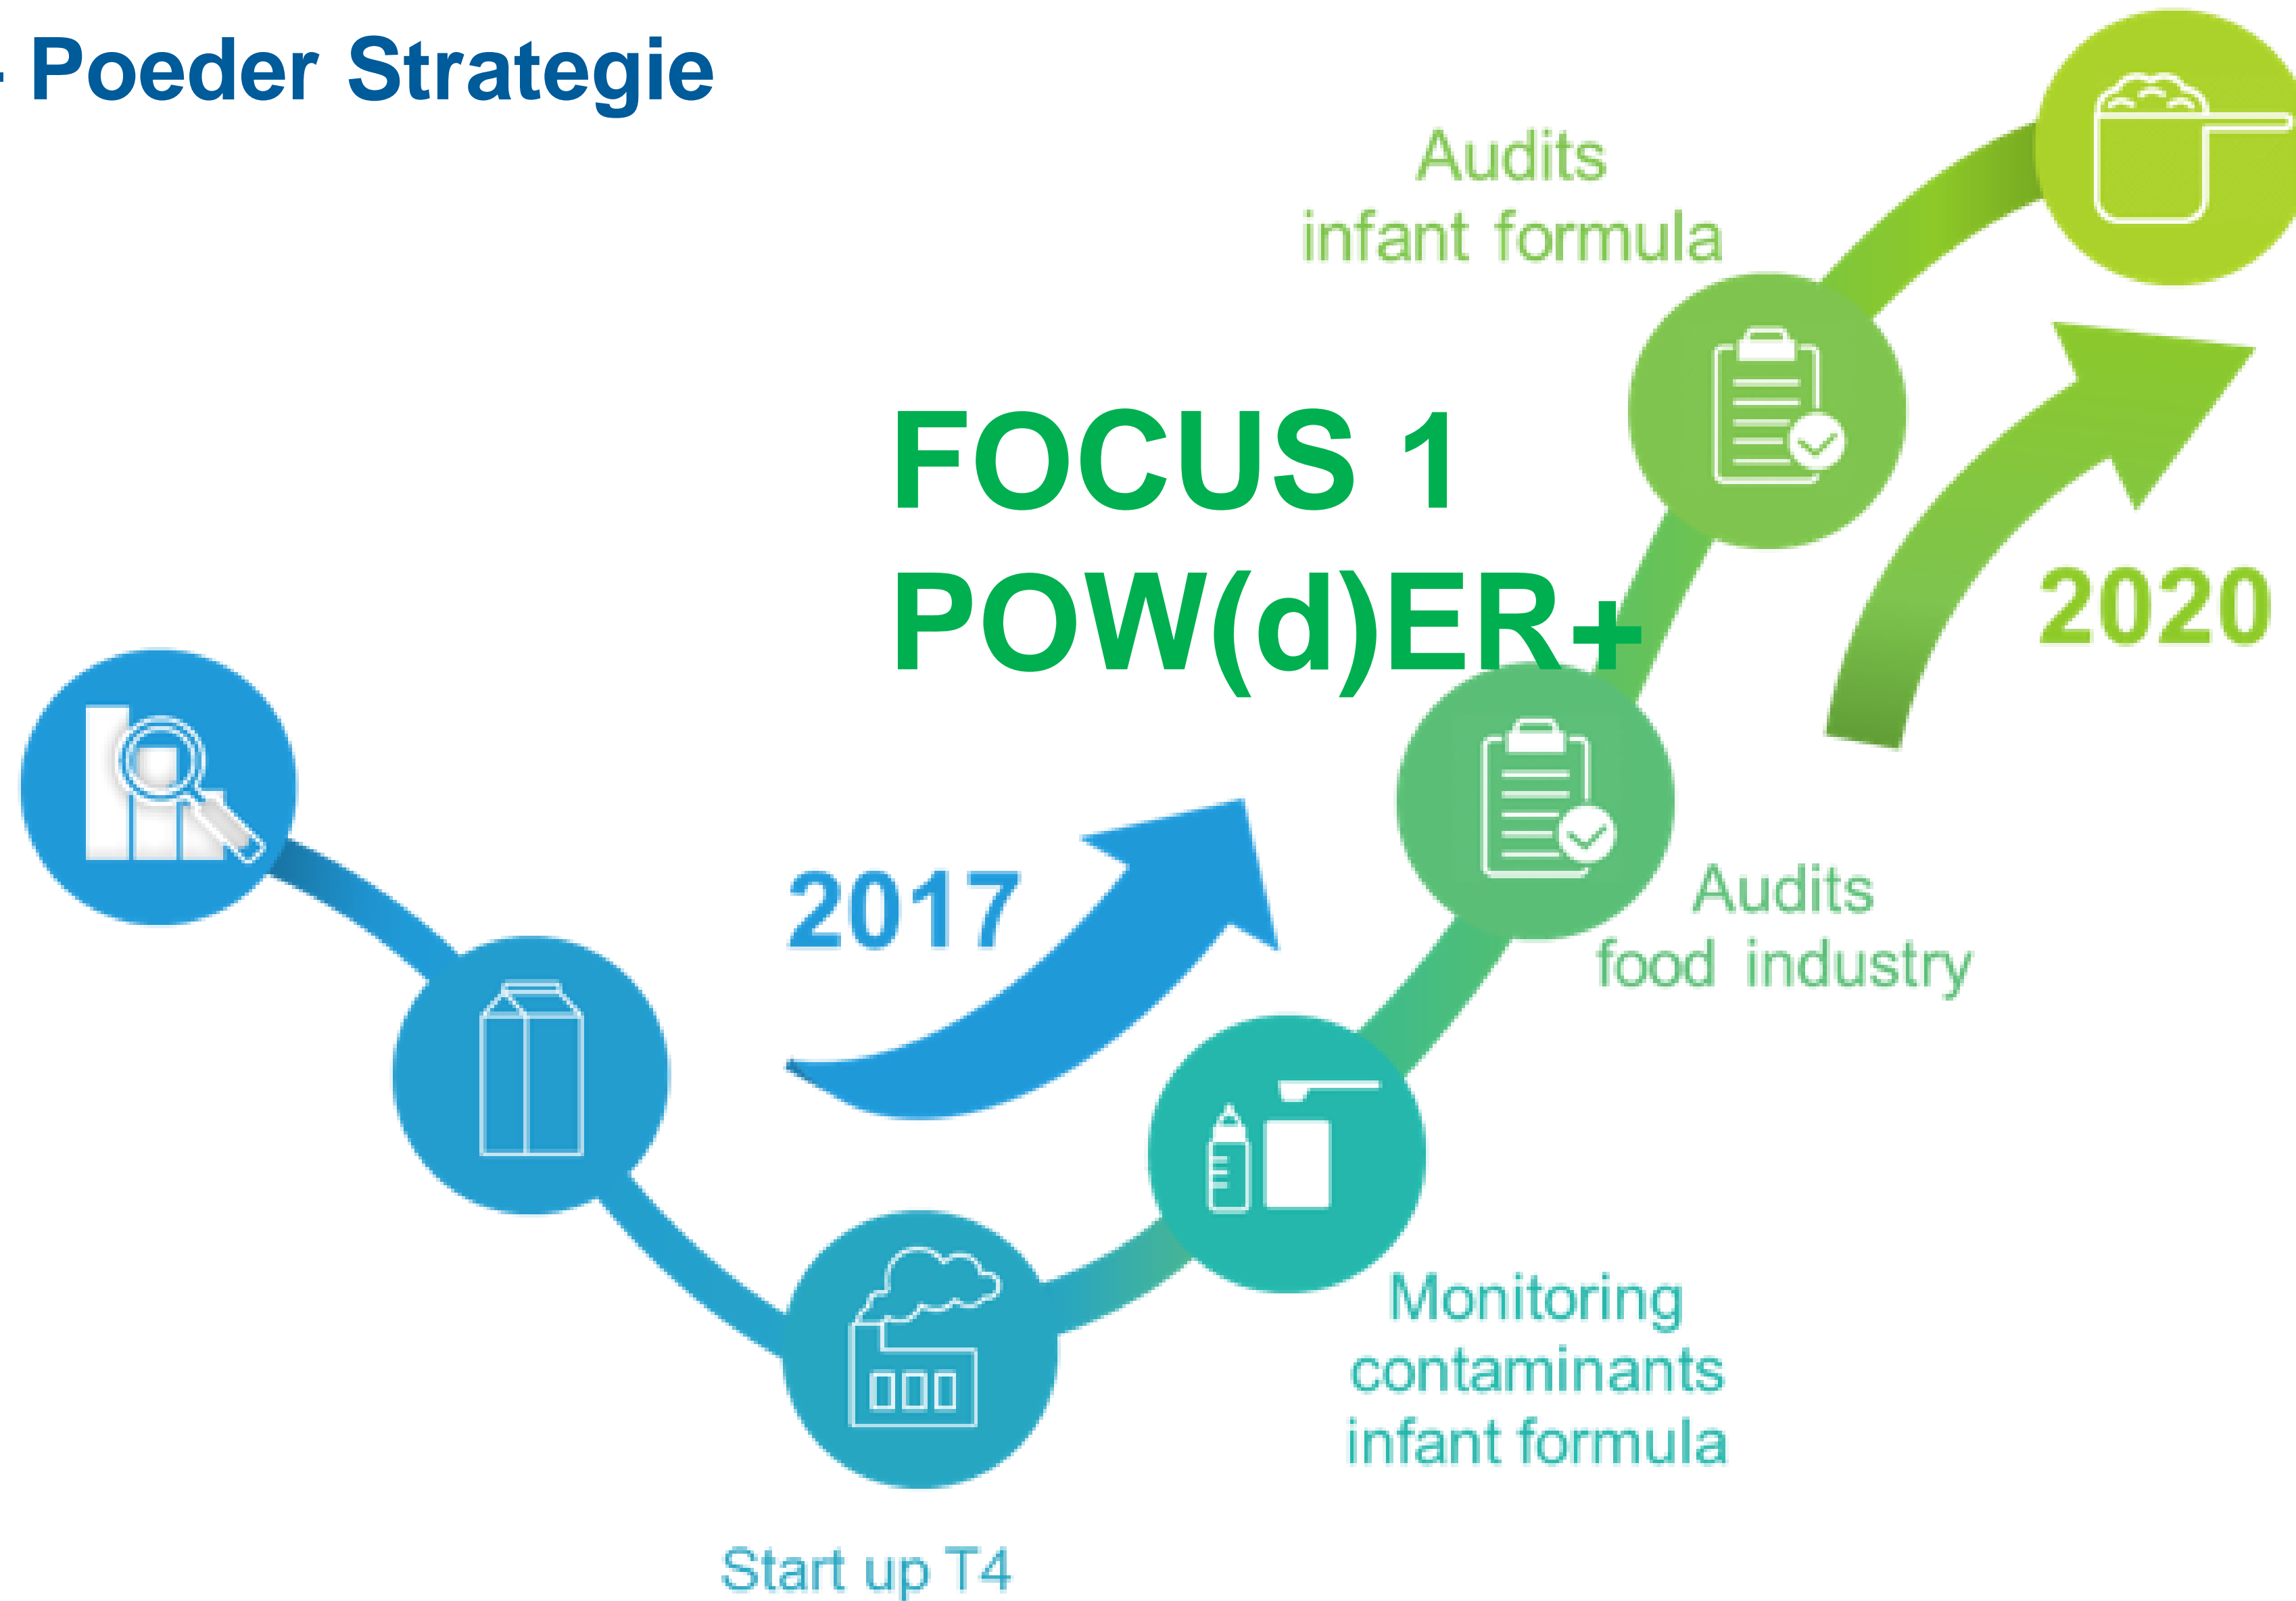 - Poeder Strategie
Audits
infant formula
FOCUS 1
POW(d)ER+
2020
2017
Audits
food industry
Monitoring
contaminants
infant formula
Start up T4